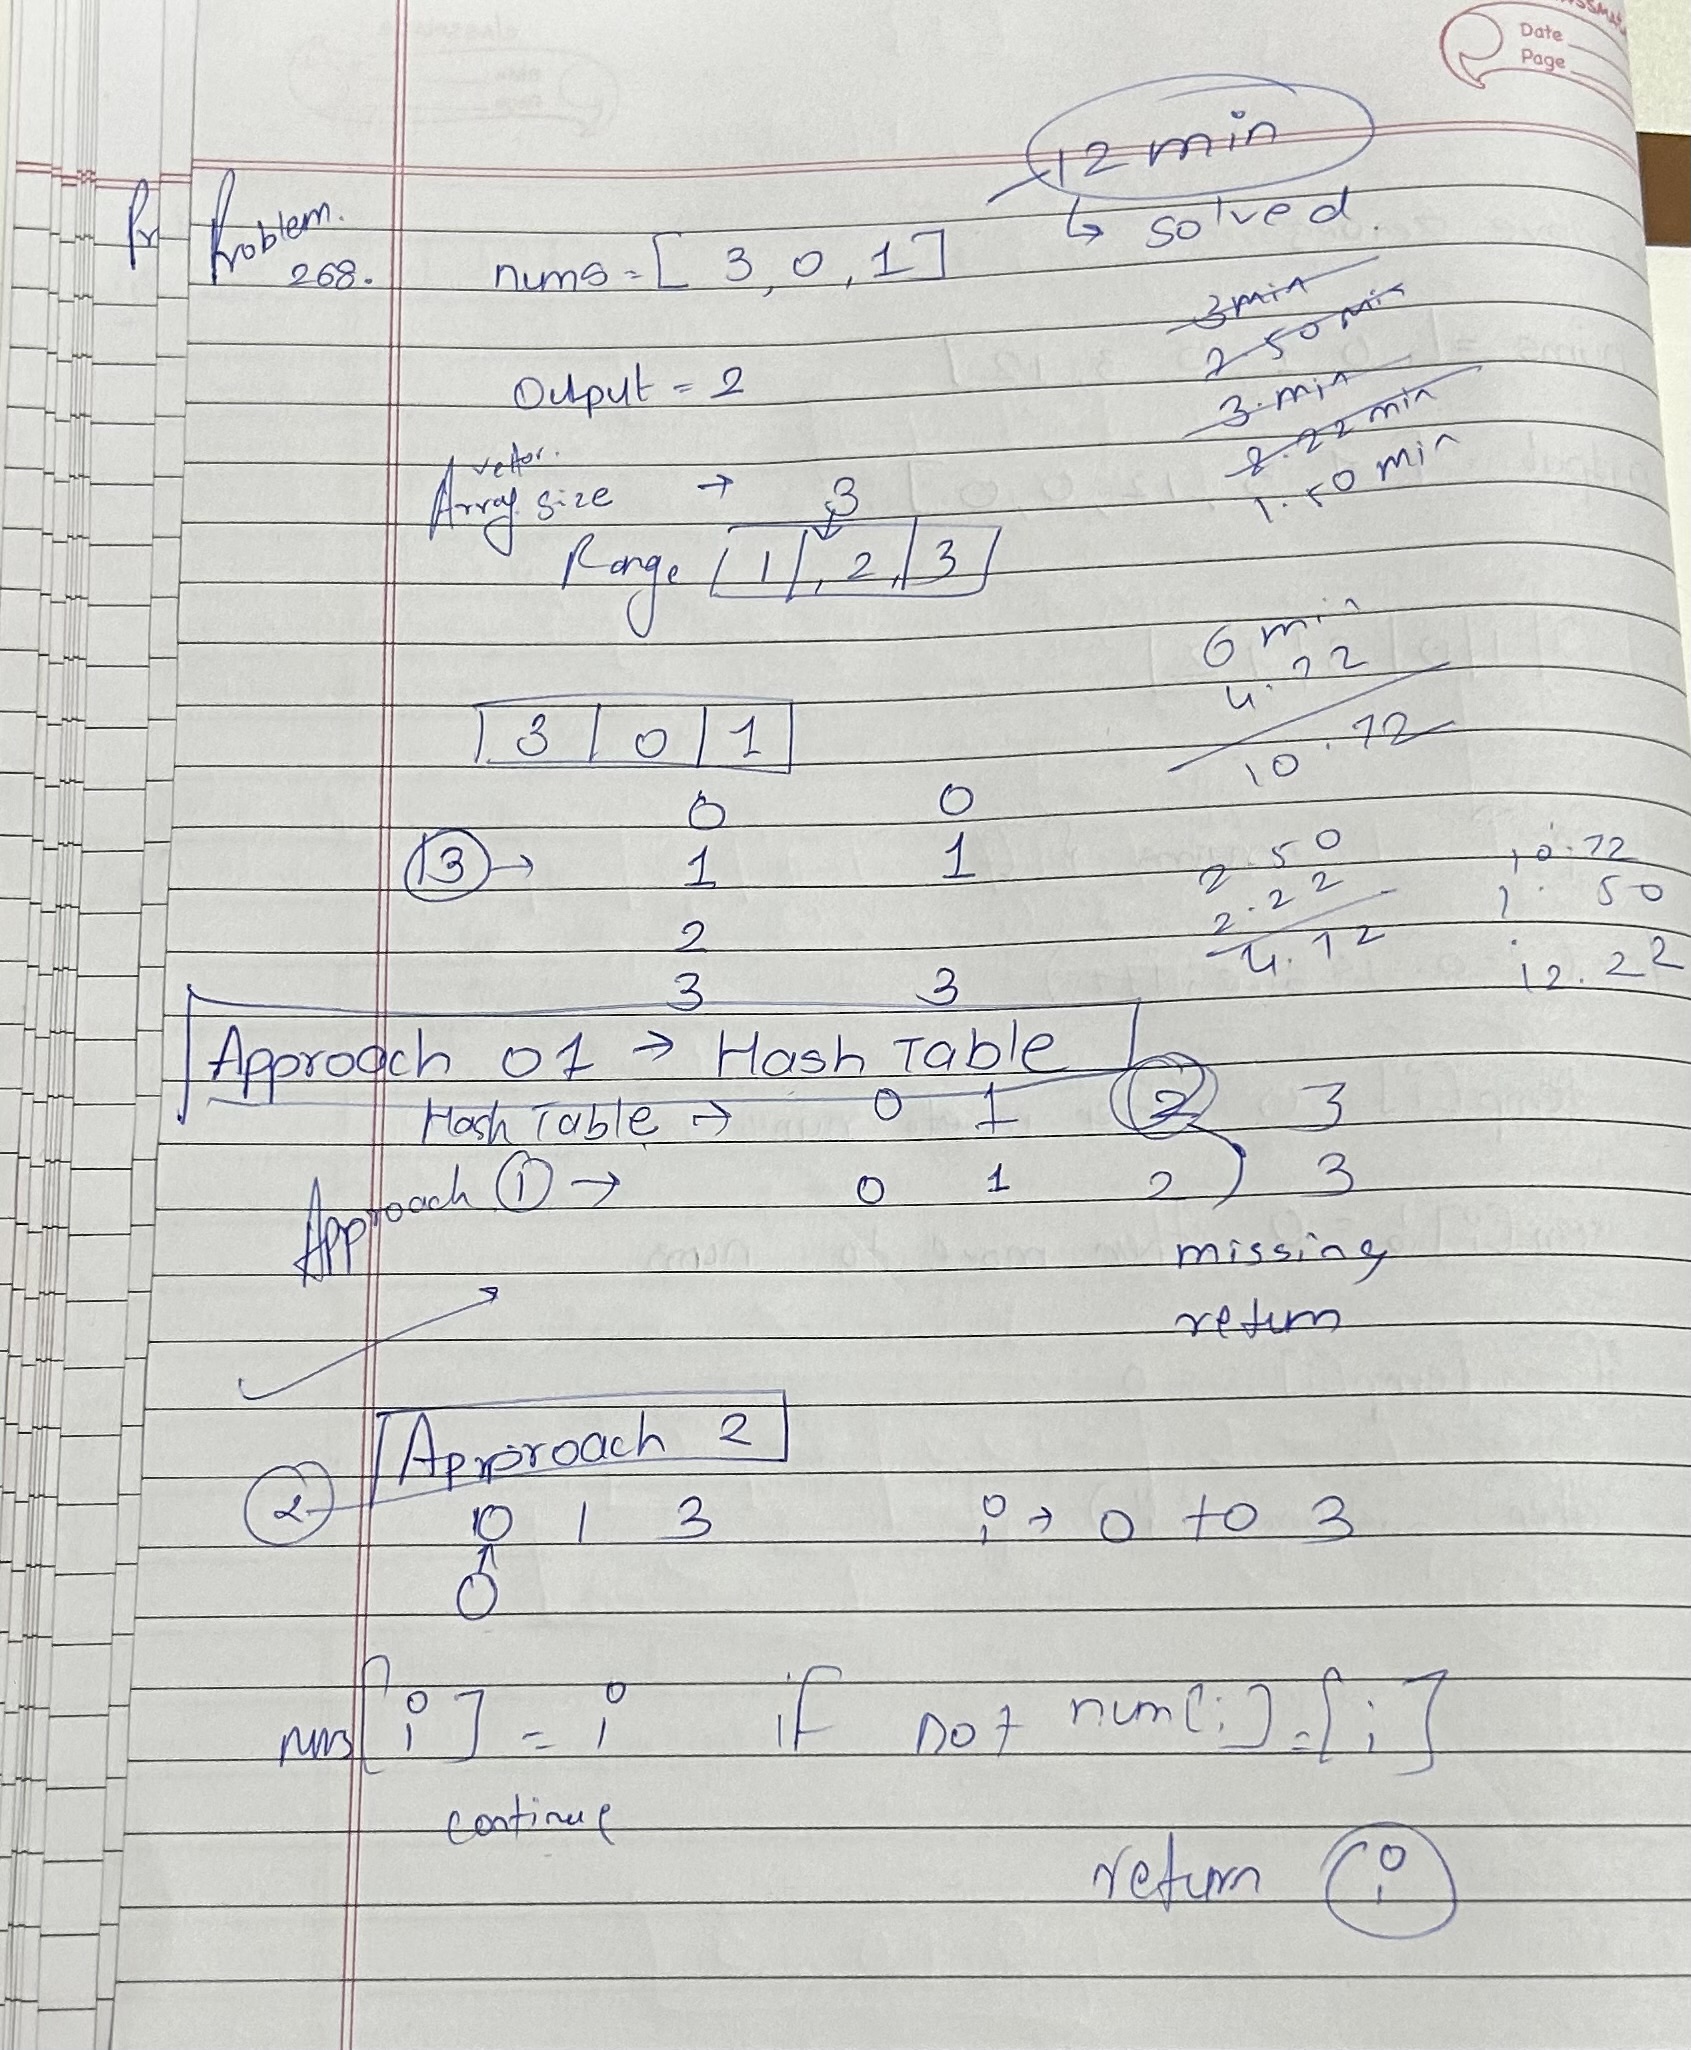 Date
Page
12 min
↳ solved.
Pr Problem.
268.
nums = [ 3, 0, 1 ]
3 min
2 50 min
Output = 2
3. min
2.22 min
1.50 min
vector.
Array size → 3
Range 1 , 2, 3
6 min
4.72
10.72
3 0 1
0 0
13 → 1 1
2
3 3
2.50
2.22
4.72
10.72
1.50
12.22
Approach 01 → Hash Table
Hash Table → 0 1 2 3
Approach 1 → 0 1 2 3
missing
return
Approach 2
2
0 1 3 i → 0 to 3
0
nums[i] = i if not num[i] = [i]
continue
return i